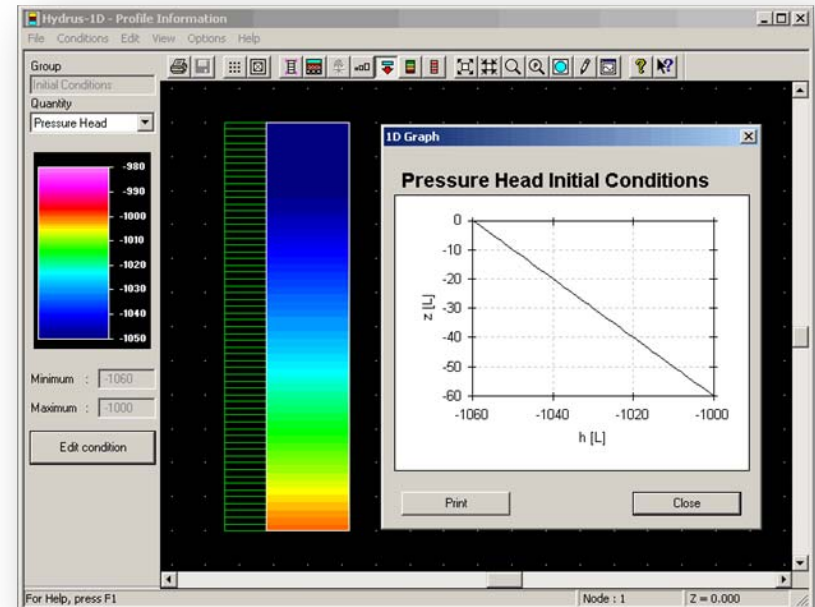 Hydrus-1D - Profile Information
File Conditions Edit View Options Help
Group
Initial Conditions
Quantity
Pressure Head
-980
-990
-1000
-1010
-1020
-1030
-1040
-1050
Minimum : -1060
Maximum : -1000
Edit condition
1D Graph
Pressure Head Initial Conditions
0
-10
-20
-30
-40
-50
-60
z [L]
-1060 -1040 -1020 -1000
h [L]
Print Close
For Help, press F1 Node : 1 Z = 0.000